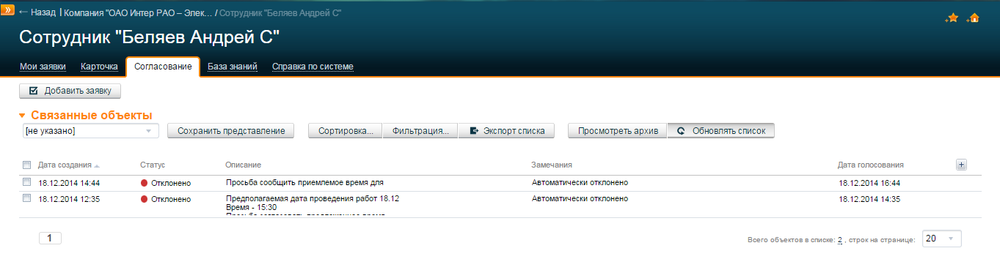 ← Назад | Компания "ОАО Интер РАО – Элек… / Сотрудник "Беляев Андрей С"
Сотрудник "Беляев Андрей С"
Мои заявки Карточка Согласование База знаний Справка по системе
Добавить заявку
Связанные объекты
[не указано] Сохранить представление Сортировка... Фильтрация... Экспорт списка Просмотреть архив Обновлять список
Дата создания Статус Описание Замечания Дата голосования
18.12.2014 14:44 Отклонено Просьба сообщить приемлемое время для Автоматически отклонено 18.12.2014 16:44
18.12.2014 12:35 Отклонено Предполагаемая дата проведения работ 18.12 Автоматически отклонено 18.12.2014 14:35
Время - 15:30
1
Всего объектов в списке: 2 , строк на странице: 20